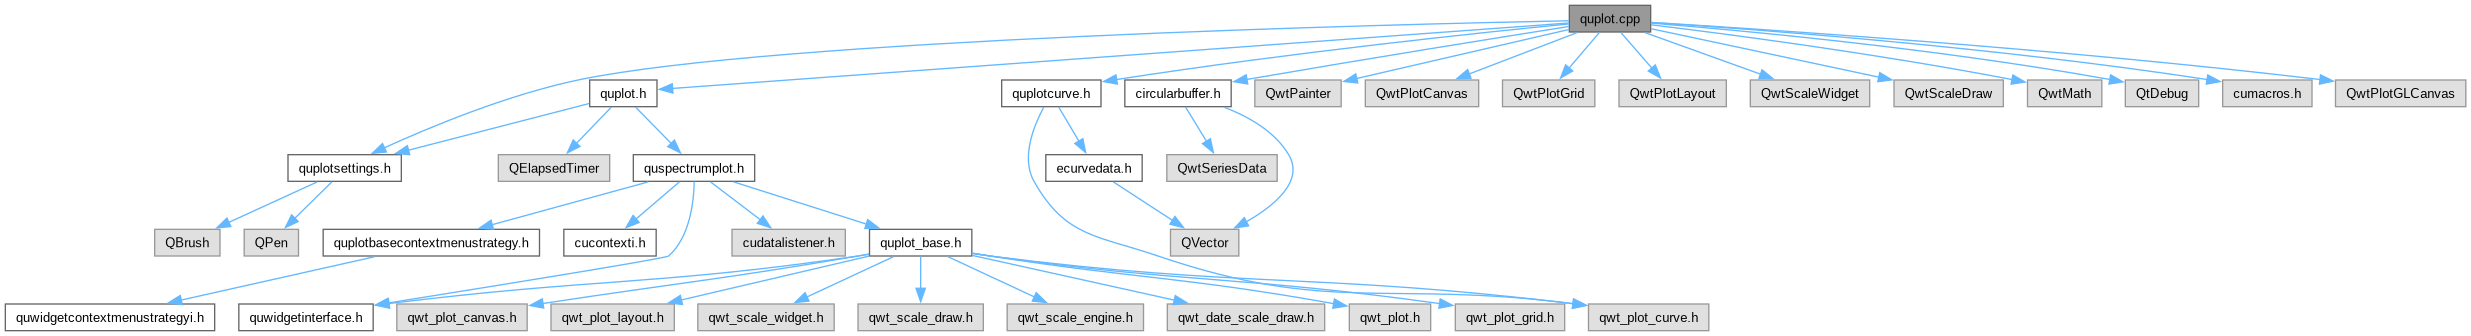 quplot.cpp
quplot.h
quplotcurve.h
circularbuffer.h
QwtPainter
QwtPlotCanvas
QwtPlotGrid
QwtPlotLayout
QwtScaleWidget
QwtScaleDraw
QwtMath
QtDebug
cumacros.h
QwtPlotGLCanvas
quplotsettings.h
QElapsedTimer
quspectrumplot.h
ecurvedata.h
QwtSeriesData
QBrush
QPen
quplotbasecontextmenustrategy.h
cucontexti.h
cudatalistener.h
quplot_base.h
QVector
quwidgetcontextmenustrategyi.h
quwidgetinterface.h
qwt_plot_canvas.h
qwt_plot_layout.h
qwt_scale_widget.h
qwt_scale_draw.h
qwt_scale_engine.h
qwt_date_scale_draw.h
qwt_plot.h
qwt_plot_grid.h
qwt_plot_curve.h